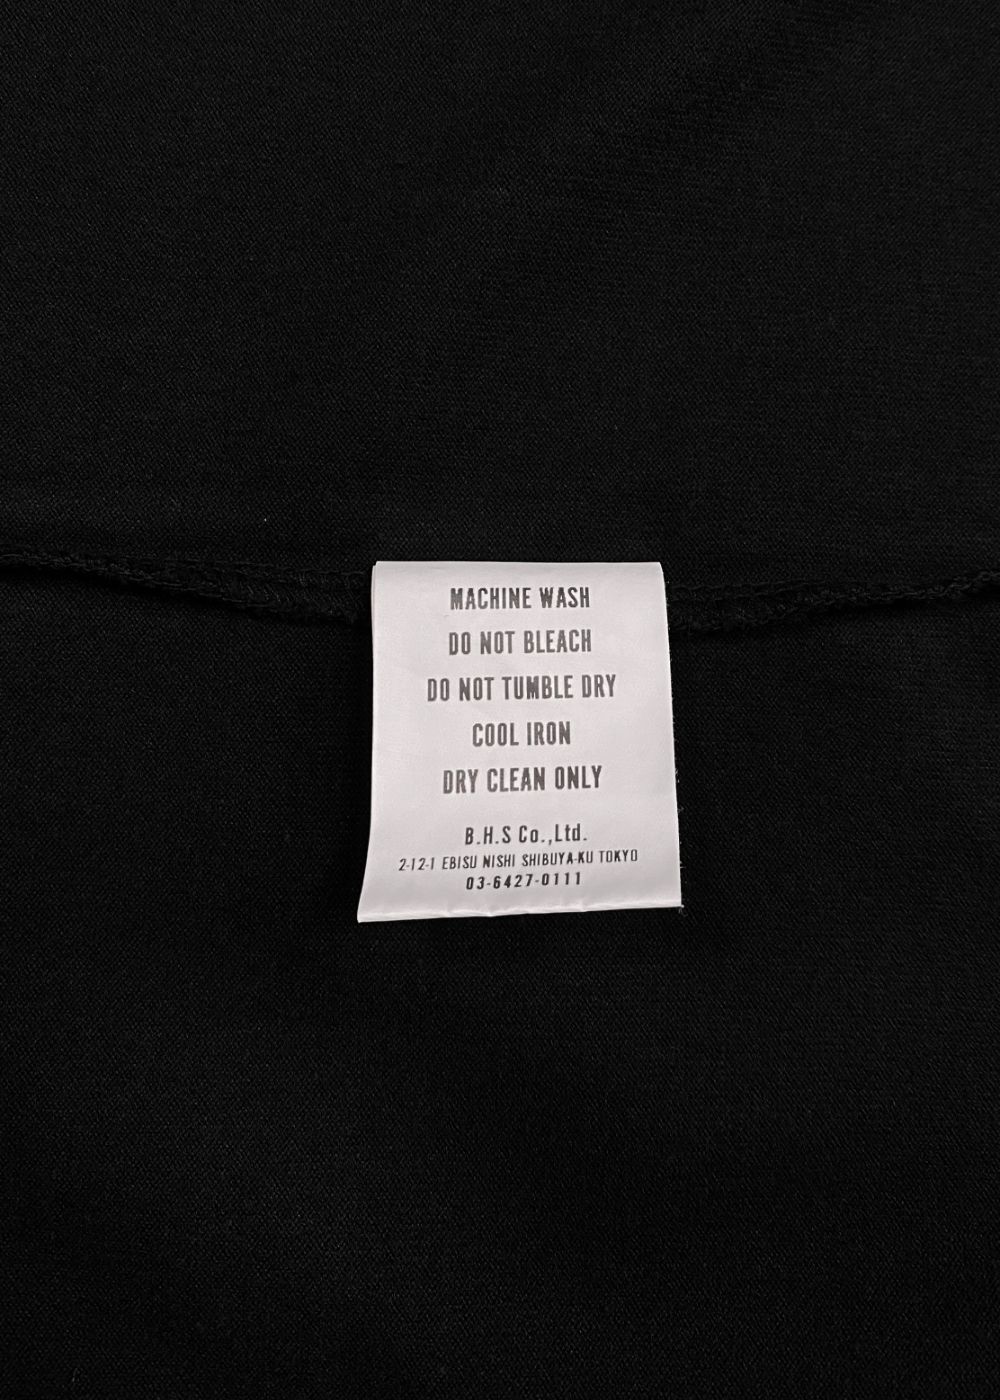 MACHINE WASH
DO NOT BLEACH
DO NOT TUMBLE DRY
COOL IRON
DRY CLEAN ONLY
B.H.S Co.,Ltd.
2-12-1 EBISU NISHI SHIBUYA-KU TOKYO
03-6427-0111